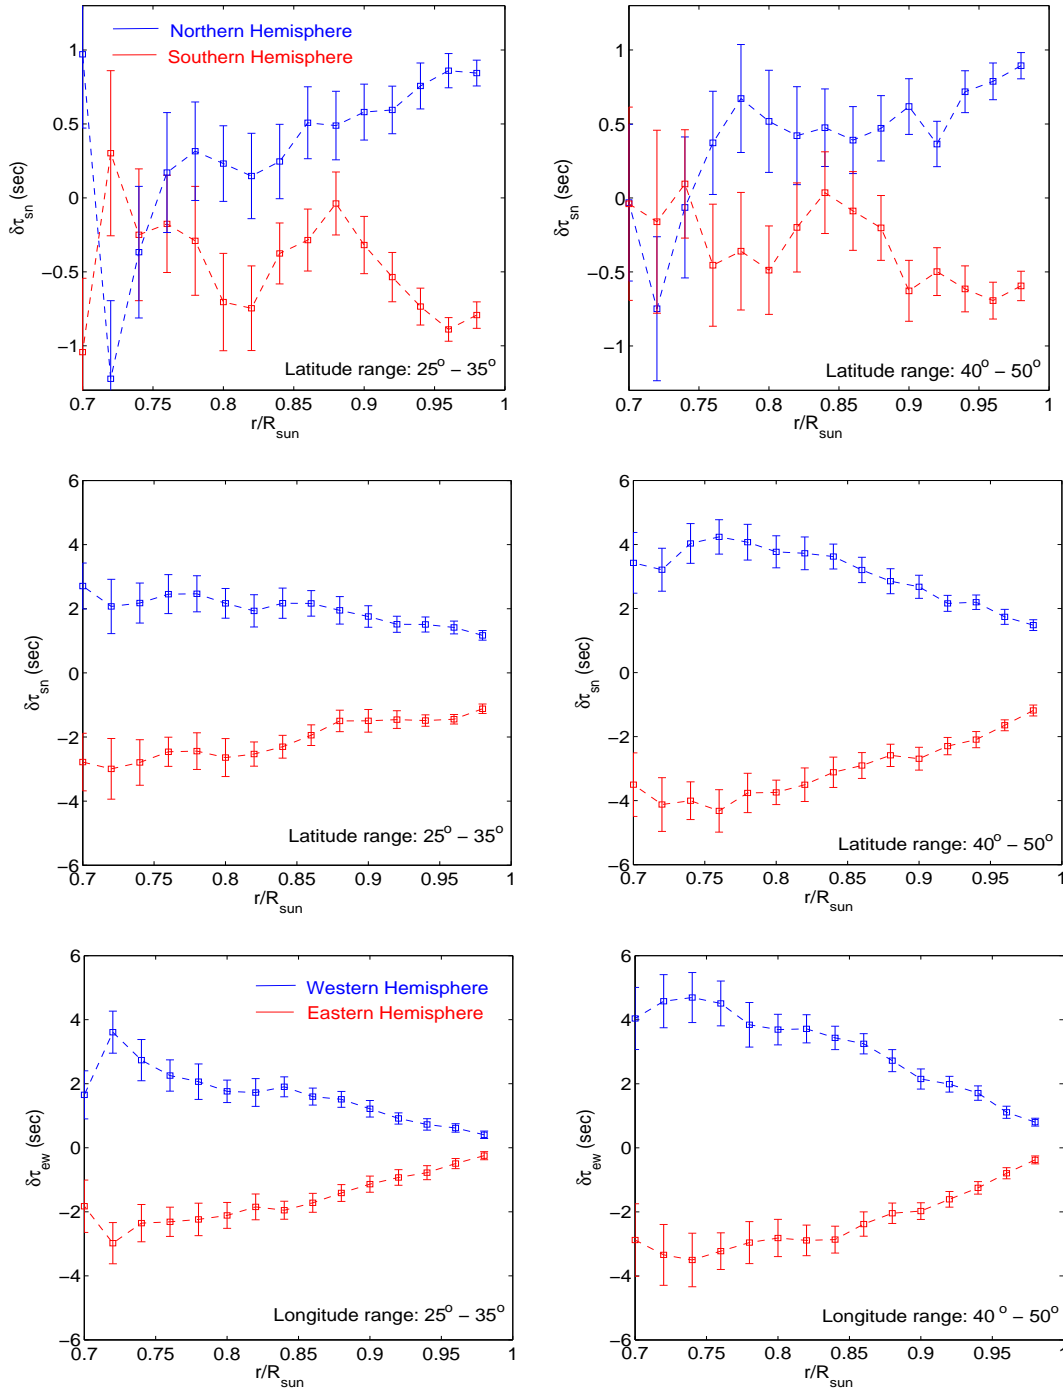 1
0.5
0
−0.5
−1
δτsn (sec)
Northern Hemisphere
Southern Hemisphere
Latitude range: 25° − 35°
0.7 0.75 0.8 0.85 0.9 0.95 1
r/Rsun
1
0.5
0
−0.5
−1
δτsn (sec)
Latitude range: 40° − 50°
0.7 0.75 0.8 0.85 0.9 0.95 1
r/Rsun
6
4
2
0
−2
−4
−6
δτsn (sec)
Latitude range: 25° − 35°
0.7 0.75 0.8 0.85 0.9 0.95 1
r/Rsun
6
4
2
0
−2
−4
−6
δτsn (sec)
Latitude range: 40° − 50°
0.7 0.75 0.8 0.85 0.9 0.95 1
r/Rsun
6
4
2
0
−2
−4
−6
δτew (sec)
Western Hemisphere
Eastern Hemisphere
Longitude range: 25° − 35°
0.7 0.75 0.8 0.85 0.9 0.95 1
r/Rsun
6
4
2
0
−2
−4
−6
δτew (sec)
Longitude range: 40° − 50°
0.7 0.75 0.8 0.85 0.9 0.95 1
r/Rsun